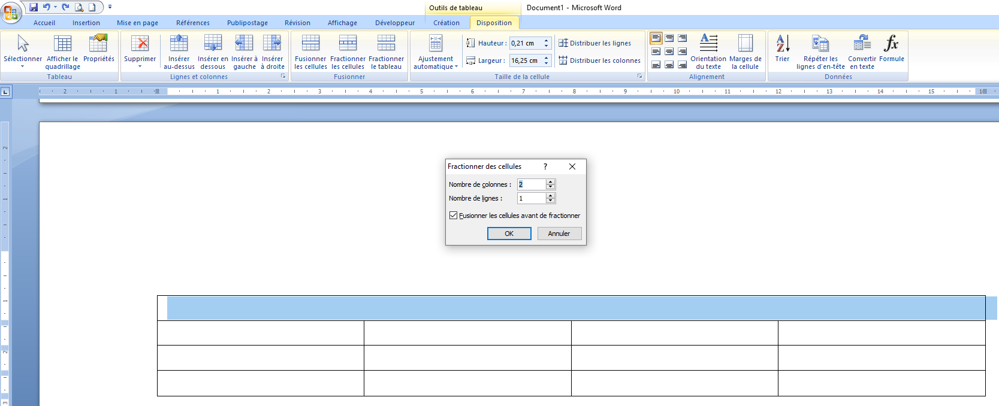 Outils de tableau
Document1 - Microsoft Word
Accueil Insertion Mise en page Références Publipostage Révision Affichage Développeur Création Disposition
Sélectionner
Afficher le quadrillage
Propriétés
Tableau
Supprimer
Insérer au-dessus
Insérer en dessous
Insérer à gauche
Insérer à droite
Lignes et colonnes
Fusionner les cellules
Fractionner les cellules
Fractionner le tableau
Fusionner
Ajustement automatique
Hauteur : 0,21 cm
Largeur : 16,25 cm
Distribuer les lignes
Distribuer les colonnes
Taille de la cellule
Orientation du texte
Marges de la cellule
Alignement
A Z
Trier
Répéter les lignes d'en-tête
Convertir en texte
fx
Formule
Données
L
2 1 1 2 3 4 5 6 7 8 9 10 11 12 13 14 15
2
1
1
2
3
Fractionner des cellules ?
Nombre de colonnes : 2
Nombre de lignes : 1
Fusionner les cellules avant de fractionner
OK Annuler